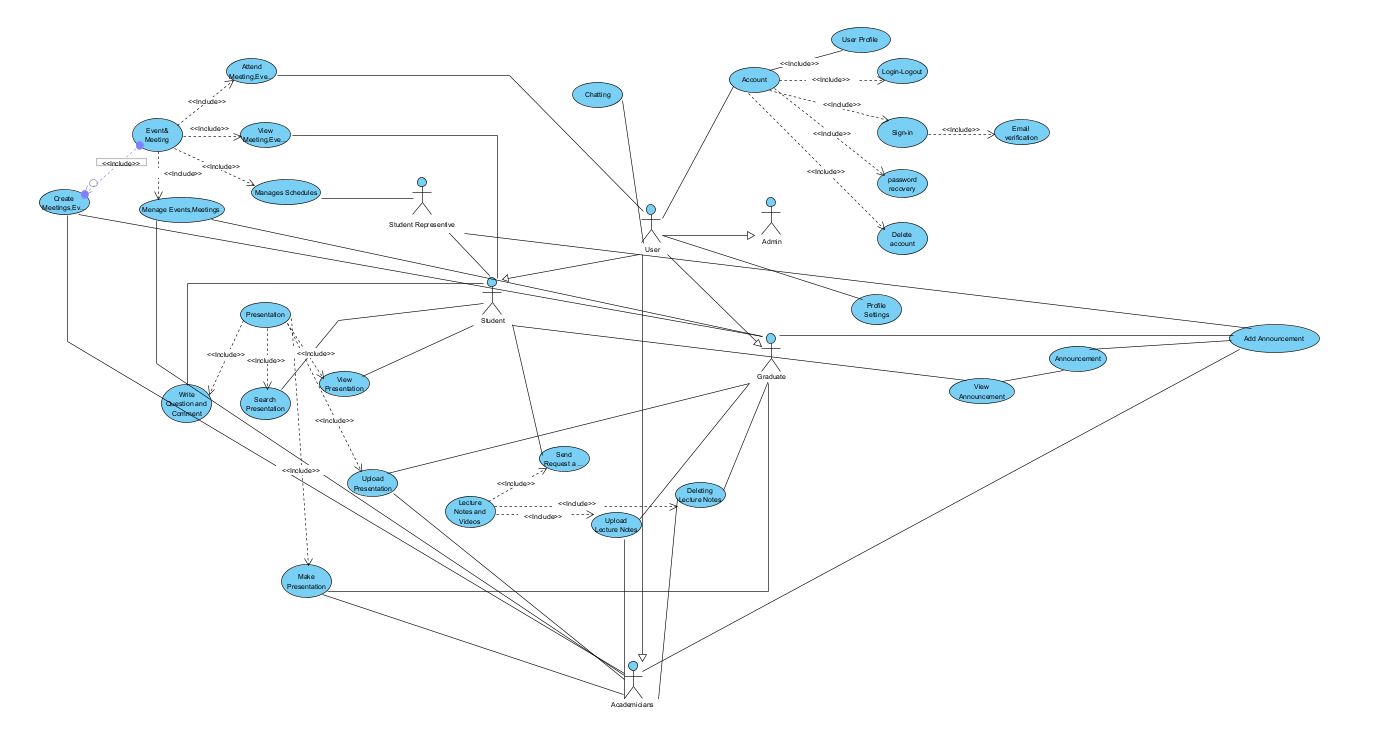 User Profile
<<Include>>
Attend
Meeting,Eve...
Login-Logout
Account
<<Include>>
Chatting
<<Include>>
<<Include>>
Event&
Meeting
<<Include>>
View
Meeting,Eve...
<<Include>>
Sign-in
<<Include>>
Email
verification
<<Include>>
<<Include>>
<<Include>>
<<Include>>
password
recovery
Manages Schedules
Create
Meetings,Ev...
Menage Events,Meetings
Student Representive
User
Admin
Delete
account
Profile
Settings
Presentation
Student
Add Announcement
<<Include>>
<<Include>>
<<Include>>
Announcement
View
Presentation
Graduate
View
Announcement
Write
Question and
Comment
Search
Presentation
<<Include>>
Send
Request a...
<<Include>>
Upload
Presentation
<<Include>>
Deleting
Lecture Notes
Lecture
Notes and
Videos
<<Include>>
<<Include>>
Upload
Lecture Notes
Make
Presentation
Academicians